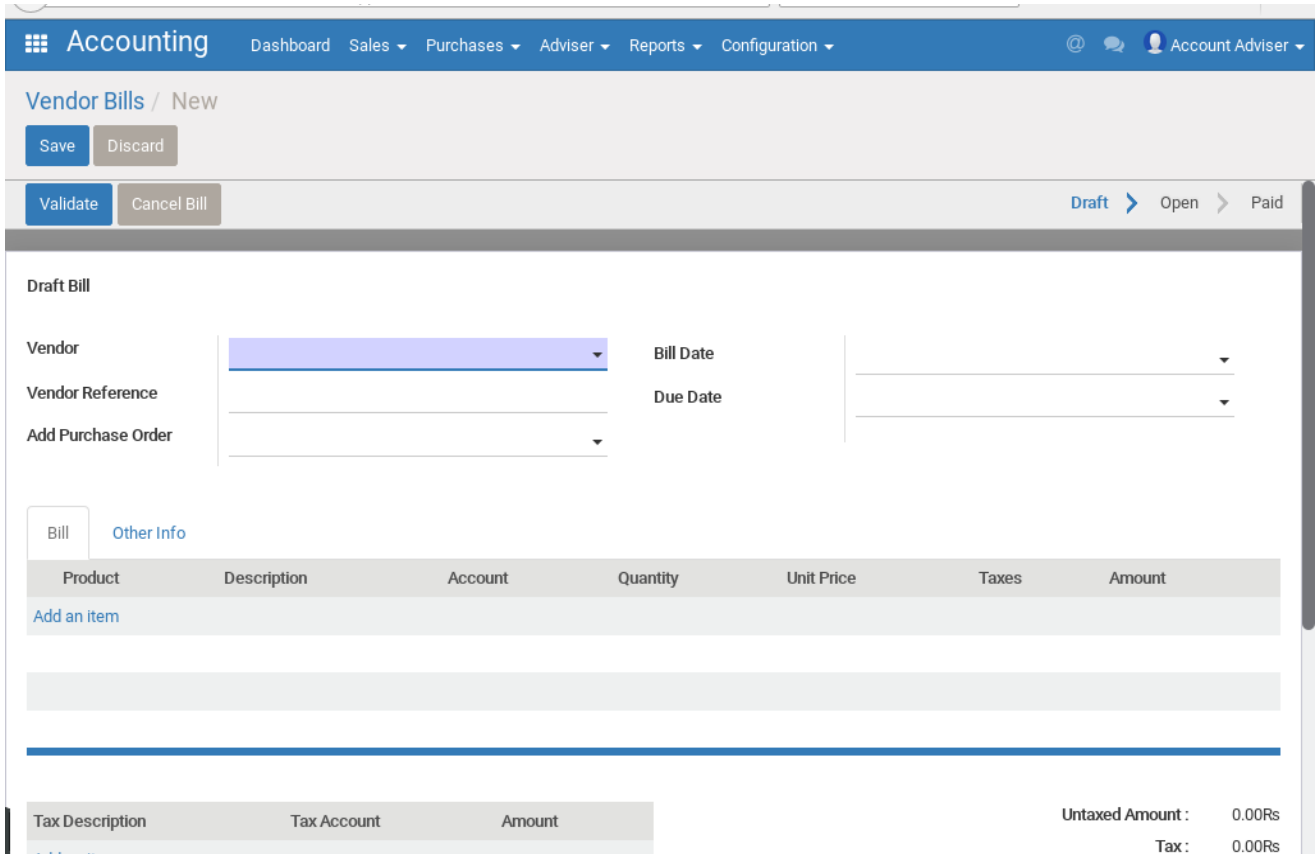 Accounting Dashboard Sales Purchases Adviser Reports Configuration @ Account Adviser
Vendor Bills / New
Save Discard
Validate Cancel Bill Draft Open Paid
Draft Bill
Vendor Bill Date
Vendor Reference Due Date
Add Purchase Order
Bill Other Info
Product Description Account Quantity Unit Price Taxes Amount
Add an item
Untaxed Amount : 0.00Rs
Tax Description Tax Account Amount
Tax : 0.00Rs